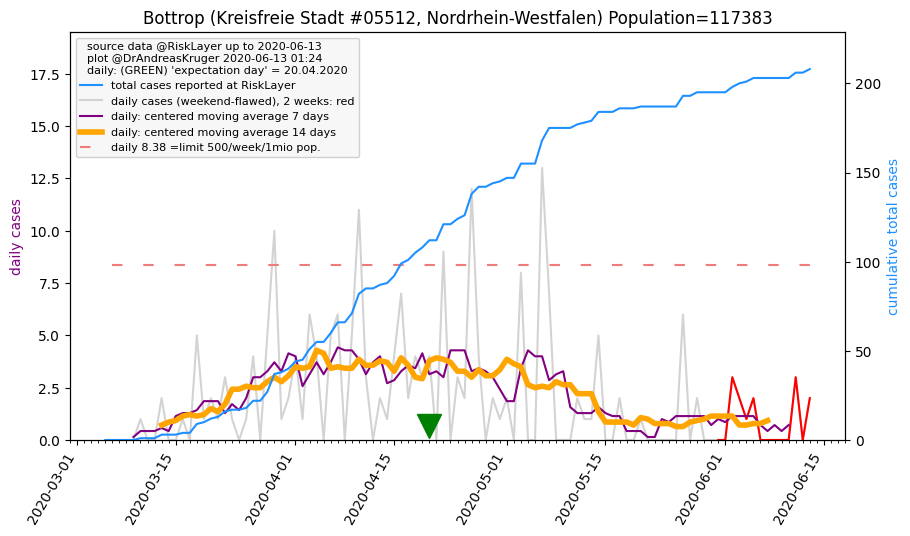 Bottrop (Kreisfreie Stadt #05512, Nordrhein-Westfalen) Population=117383
source data @RiskLayer up to 2020-06-13
plot @DrAndreasKruger 2020-06-13 01:24
daily: (GREEN) 'expectation day' = 20.04.2020
total cases reported at RiskLayer
daily cases (weekend-flawed), 2 weeks: red
daily: centered moving average 7 days
daily: centered moving average 14 days
daily 8.38 =limit 500/week/1mio pop.
daily cases
17.5
15.0
12.5
10.0
7.5
5.0
2.5
0.0
200
150
100
50
0
cumulative total cases
2020-03-01
2020-03-15
2020-04-01
2020-04-15
2020-05-01
2020-05-15
2020-06-01
2020-06-15